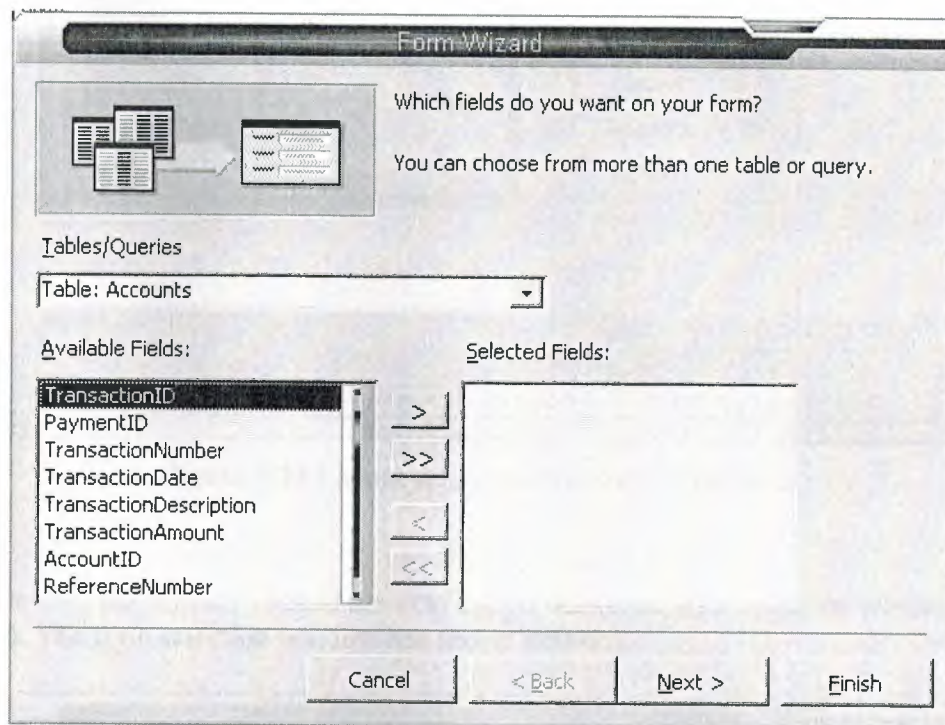 Form Wizard
Which fields do you want on your form?
You can choose from more than one table or query.
Tables/Queries
Table: Accounts
Available Fields:
Selected Fields:
TransactionID
PaymentID
TransactionNumber
TransactionDate
TransactionDescription
TransactionAmount
AccountID
ReferenceNumber
>
>>
<
<<
Cancel
< Back
Next >
Finish